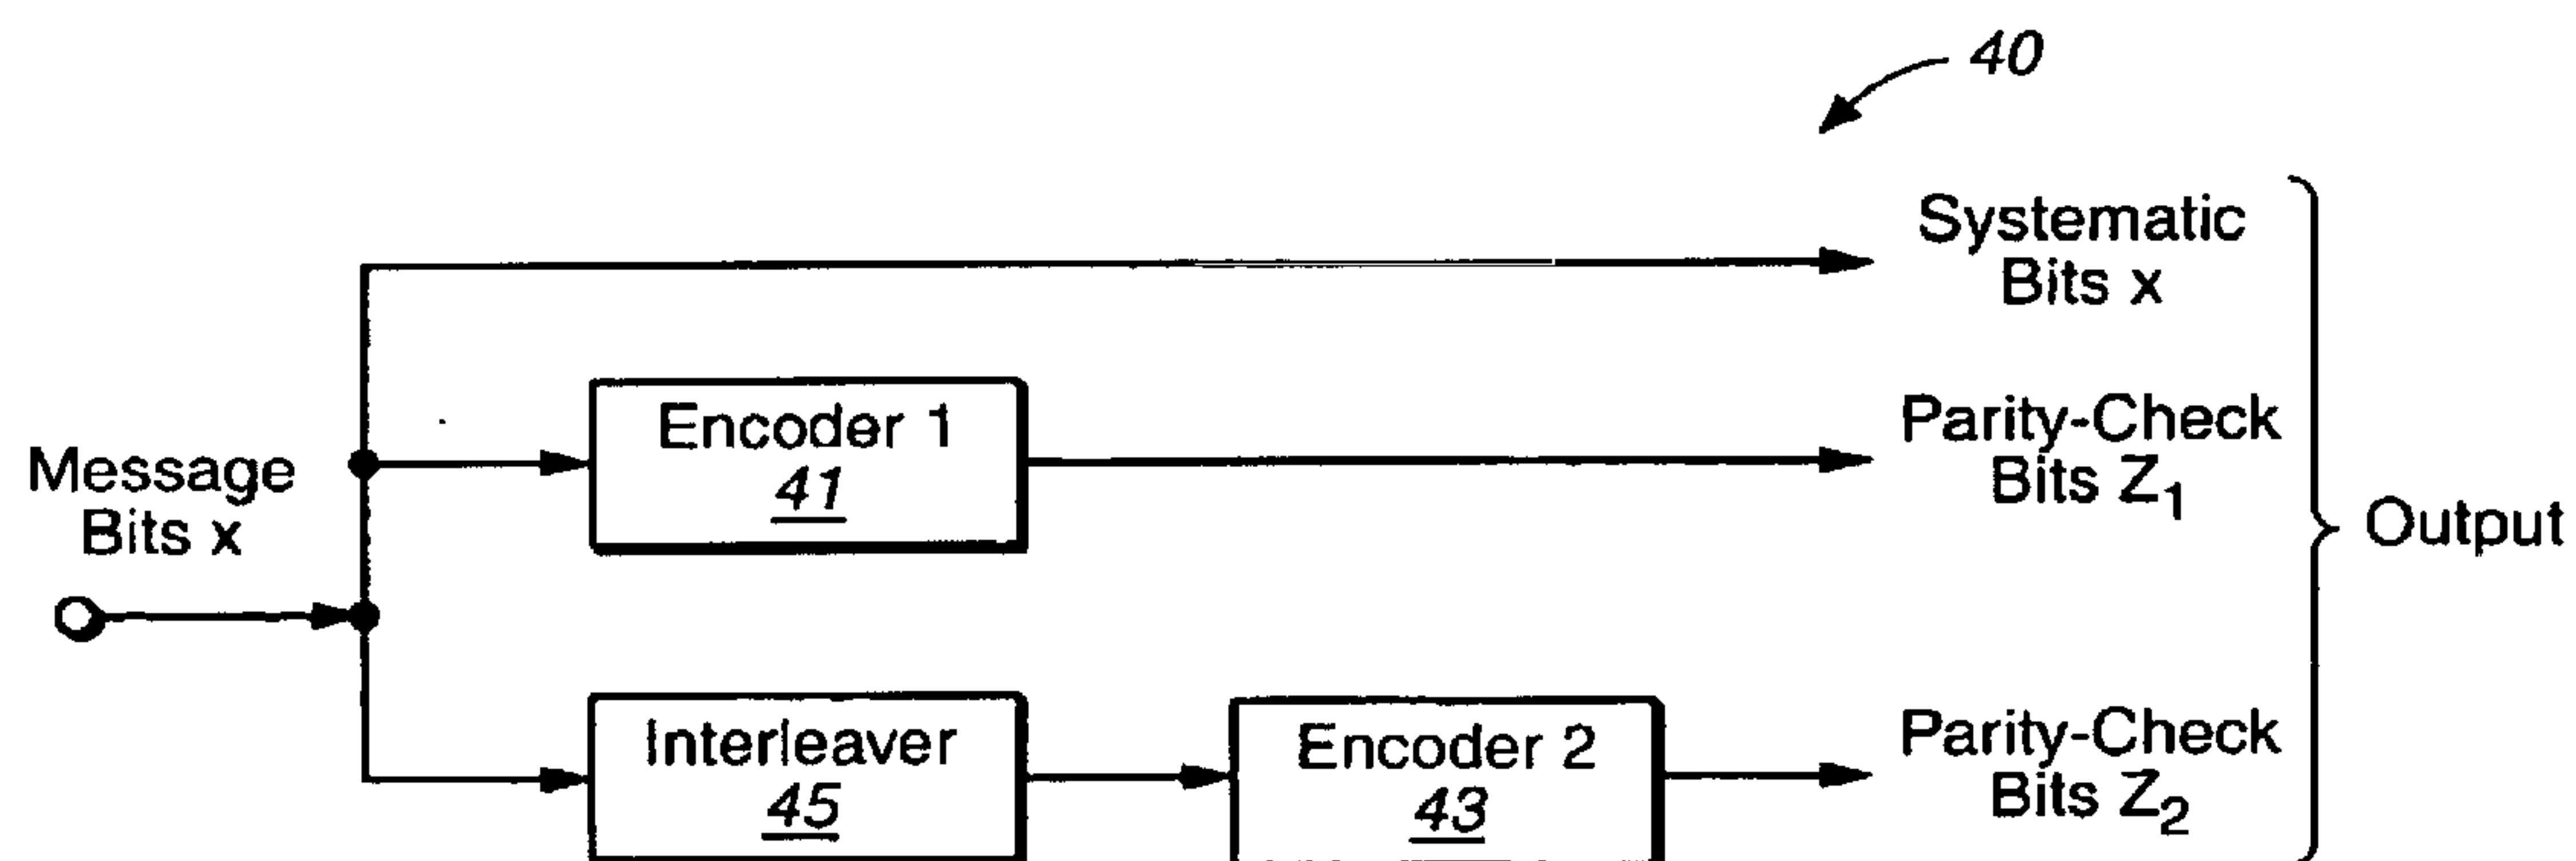 40
Systematic
Bits x
Encoder 1
41
Parity-Check
Bits Z1
Message
Bits x
Output
Interleaver
45
Encoder 2
43
Parity-Check
Bits Z2